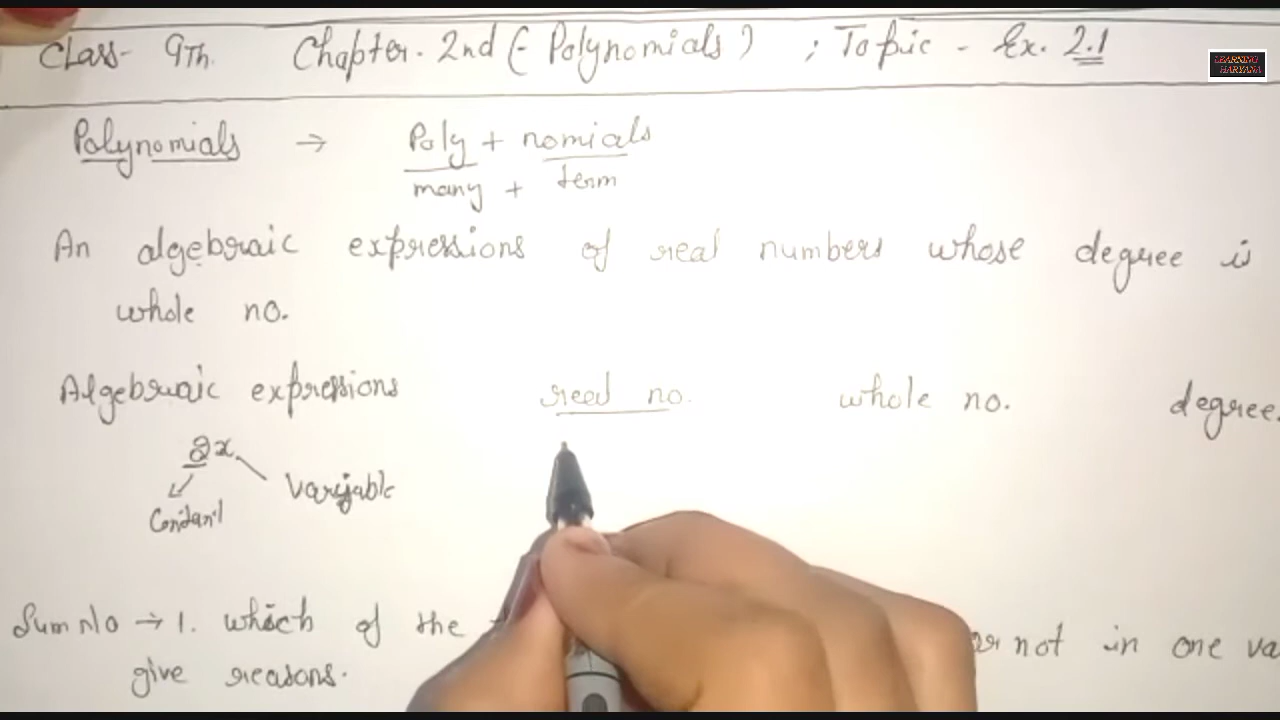 Class- 9Th. Chapter. 2nd (- Polynomials) ; Topic - Ex. 2.1
LEARNING
HARYANA
Polynomials → Poly + nomials
many + term
An algebraic expressions of real numbers whose degree is
whole no.
Algebraic expressions real no. whole no. degree.
2x
Variable
Constant
Sum No → 1. which of the or not in one va
give reasons.